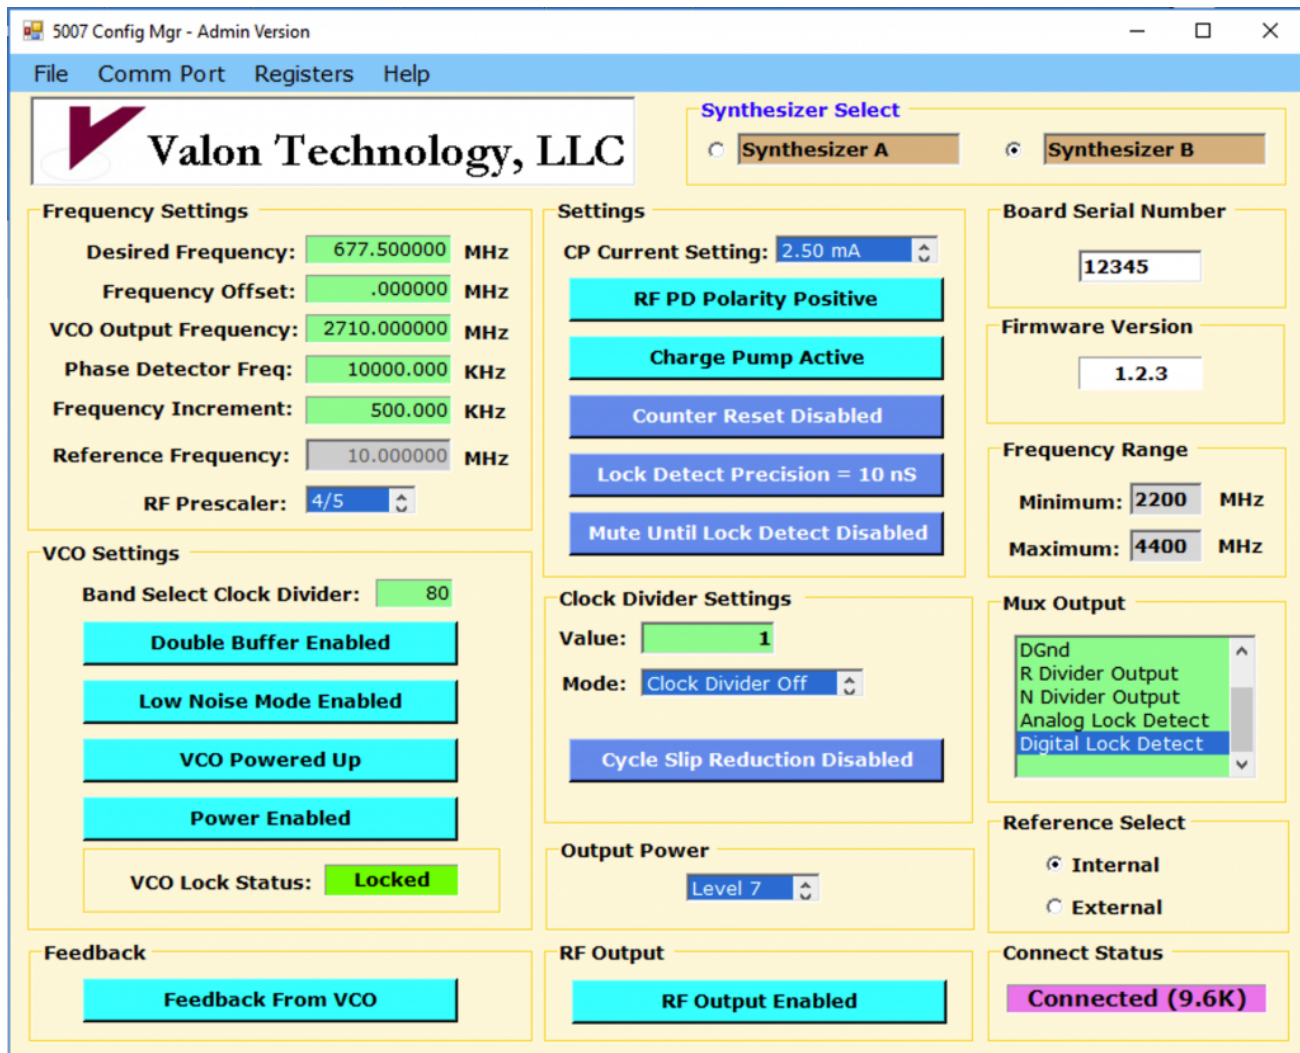 5007 Config Mgr - Admin Version
File Comm Port Registers Help
Valon Technology, LLC
Synthesizer Select
Synthesizer A
Synthesizer B
Frequency Settings
Desired Frequency: 677.500000 MHz
Frequency Offset: .000000 MHz
VCO Output Frequency: 2710.000000 MHz
Phase Detector Freq: 10000.000 KHz
Frequency Increment: 500.000 KHz
Reference Frequency: 10.000000 MHz
RF Prescaler: 4/5
VCO Settings
Band Select Clock Divider: 80
Double Buffer Enabled
Low Noise Mode Enabled
VCO Powered Up
Power Enabled
VCO Lock Status: Locked
Feedback
Feedback From VCO
Settings
CP Current Setting: 2.50 mA
RF PD Polarity Positive
Charge Pump Active
Counter Reset Disabled
Lock Detect Precision = 10 nS
Mute Until Lock Detect Disabled
Clock Divider Settings
Value: 1
Mode: Clock Divider Off
Cycle Slip Reduction Disabled
Output Power
Level 7
RF Output
RF Output Enabled
Board Serial Number
12345
Firmware Version
1.2.3
Frequency Range
Minimum: 2200 MHz
Maximum: 4400 MHz
Mux Output
DGnd
R Divider Output
N Divider Output
Analog Lock Detect
Digital Lock Detect
Reference Select
Internal
External
Connect Status
Connected (9.6K)